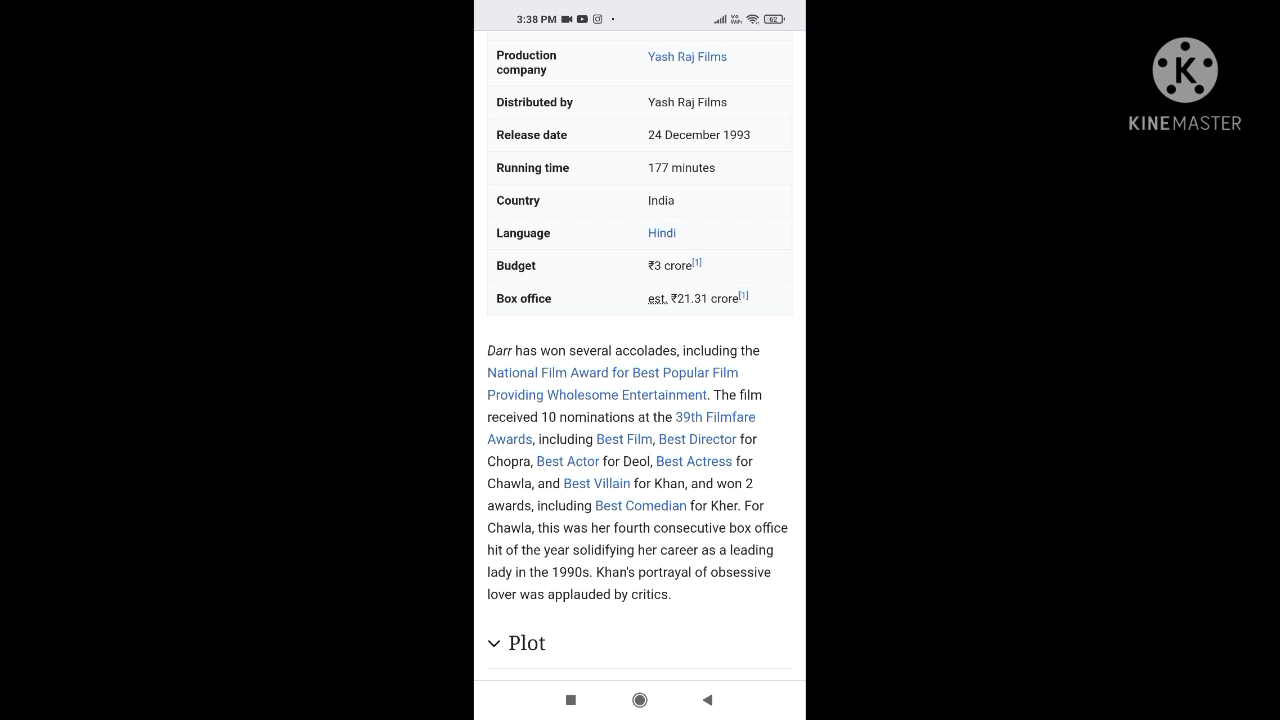 3:38 PM
Vo
WiFi
62
Production
company
Yash Raj Films
Distributed by Yash Raj Films
Release date 24 December 1993
Running time 177 minutes
Country India
Language Hindi
Budget ₹3 crore[1]
Box office est. ₹21.31 crore[1]
Darr has won several accolades, including the
National Film Award for Best Popular Film
Providing Wholesome Entertainment. The film
received 10 nominations at the 39th Filmfare
Awards, including Best Film, Best Director for
Chopra, Best Actor for Deol, Best Actress for
Chawla, and Best Villain for Khan, and won 2
awards, including Best Comedian for Kher. For
Chawla, this was her fourth consecutive box office
hit of the year solidifying her career as a leading
lady in the 1990s. Khan's portrayal of obsessive
lover was applauded by critics.
Plot
K
KINEMASTER